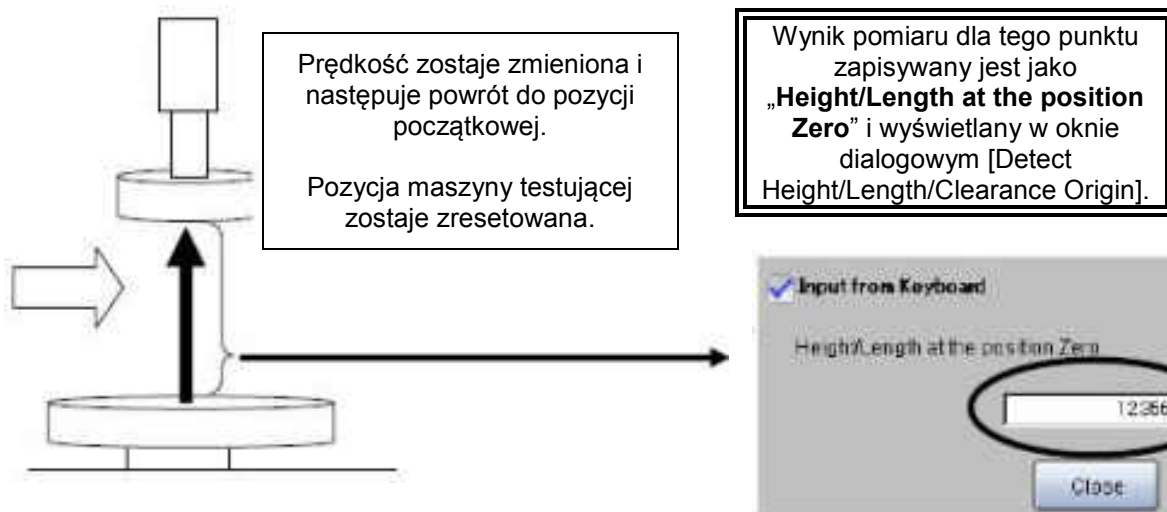 Prędkość zostaje zmieniona i
następuje powrót do pozycji
początkowej.
Pozycja maszyny testującej
zostaje zresetowana.
Wynik pomiaru dla tego punktu
zapisywany jest jako
„Height/Length at the position
Zero” i wyświetlany w oknie
dialogowym [Detect
Height/Length/Clearance Origin].
Input from Keyboard
Height/Length at the position Zero
Close